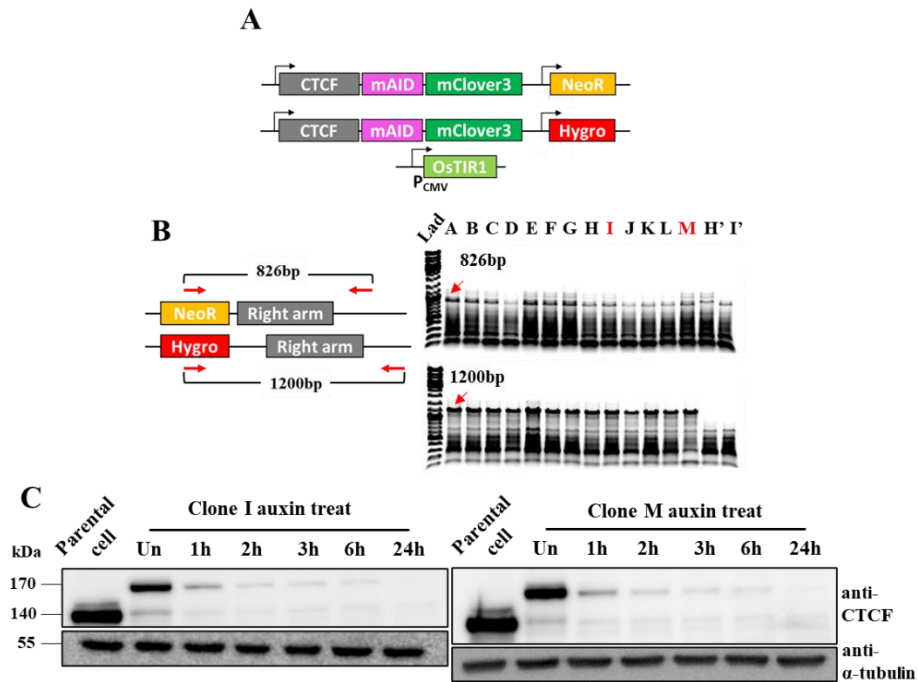 A
CTCF mAID mClover3 NeoR
CTCF mAID mClover3 Hygro
OsTIR1
PCMV
B
826bp
NeoR Right arm
Hygro Right arm
1200bp
Lad A B C D E F G H I J K L M H’ I’
826bp
1200bp
C
Parental cell
Clone I auxin treat
kDa
Un 1h 2h 3h 6h 24h
170
140
55
Parental cell
Clone M auxin treat
Un 1h 2h 3h 6h 24h
anti-
CTCF
anti-
α-tubulin